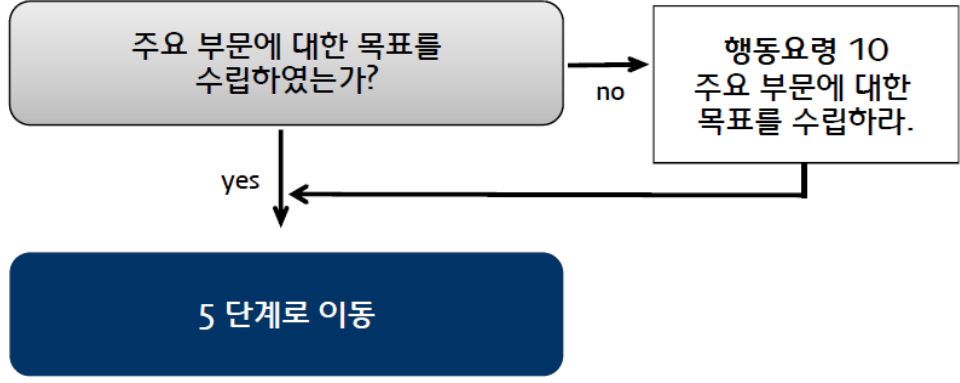 주요 부문에 대한 목표를
수립하였는가?
no
행동요령 10
주요 부문에 대한
목표를 수립하라.
yes
5 단계로 이동